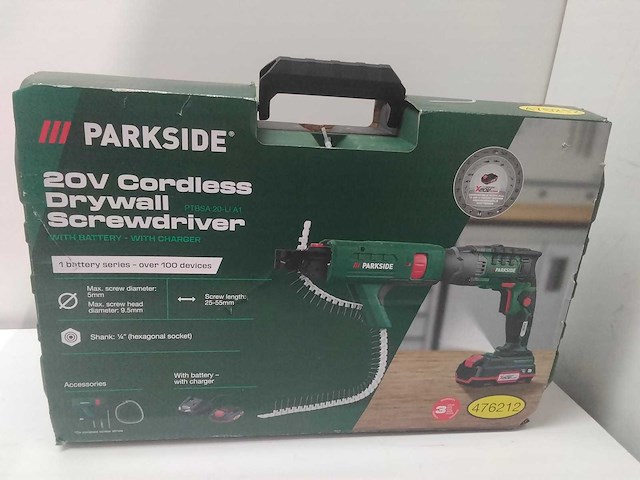 PARKSIDE®
20V Cordless
Drywall PTBSA 20-Li A1
Screwdriver
WITH BATTERY - WITH CHARGER
1 battery series - over 100 devices
Max. screw diameter:
5mm
Max. screw head
diameter: 9.5mm
Screw length:
25-55mm
Shank: ¼" (hexagonal socket)
Accessories
With battery –
with charger
PARKSIDE
PARKSIDE
3
476212